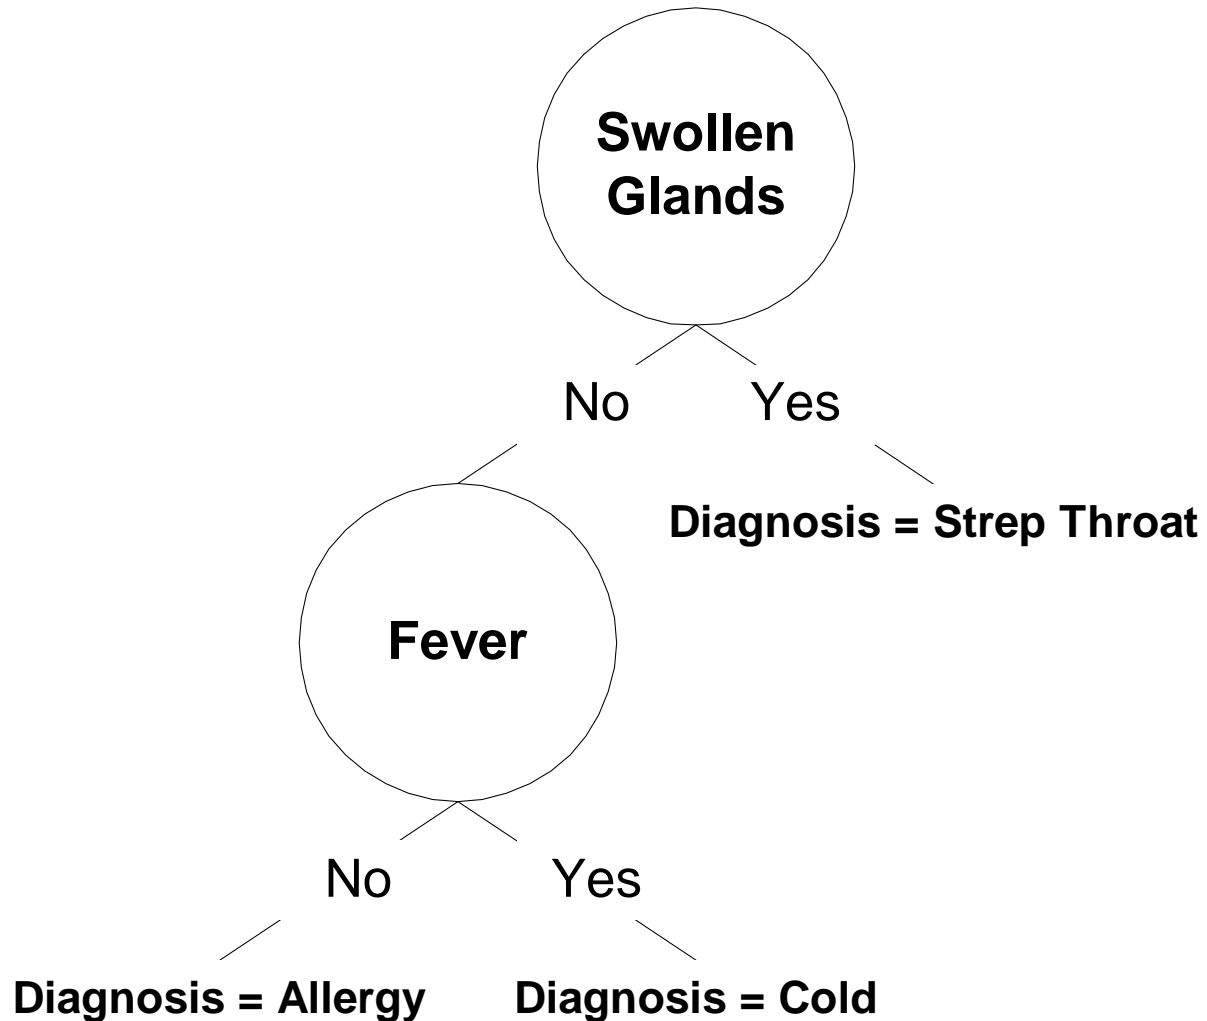 Swollen
Glands
No
Yes
Diagnosis = Strep Throat
Fever
No
Yes
Diagnosis = Allergy
Diagnosis = Cold